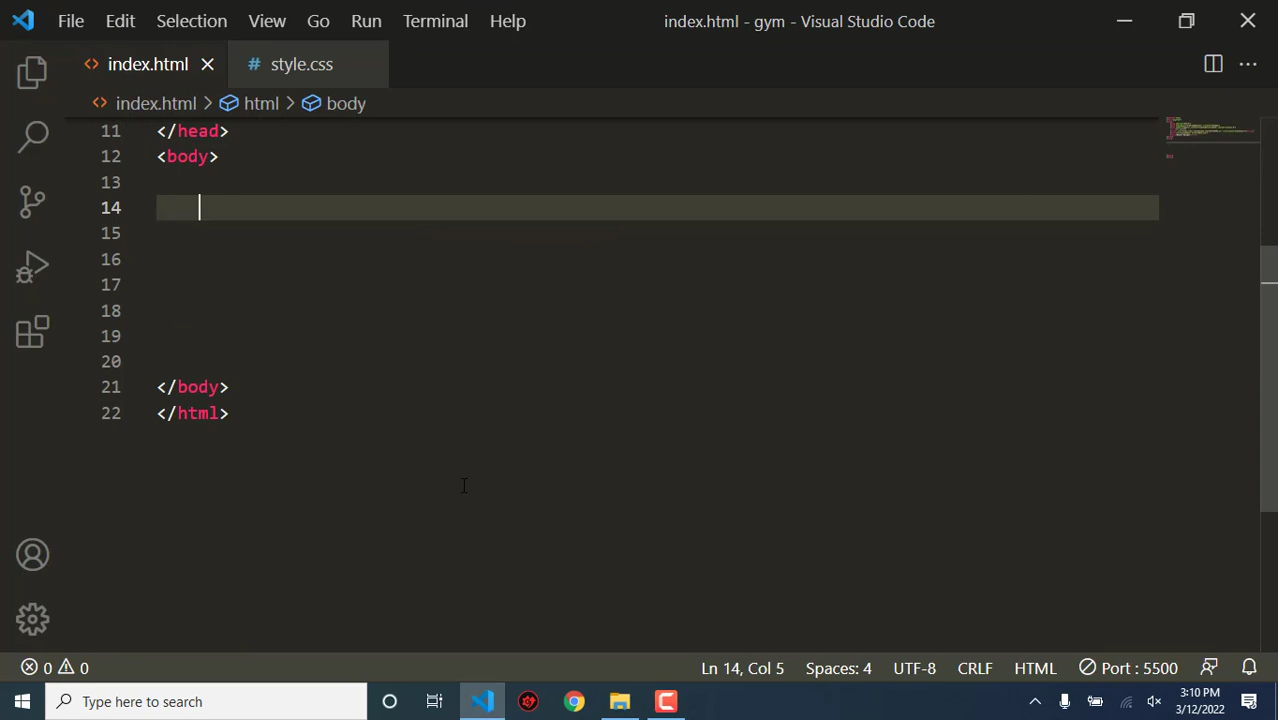 File Edit Selection View Go Run Terminal Help index.html - gym - Visual Studio Code
<> index.html # style.css
<> index.html > html > body
11 </head>
12 <body>
13
14
15
16
17
18
19
20
21 </body>
22 </html>
0 0 Ln 14, Col 5 Spaces: 4 UTF-8 CRLF HTML Port : 5500
Type here to search
3:10 PM
3/12/2022